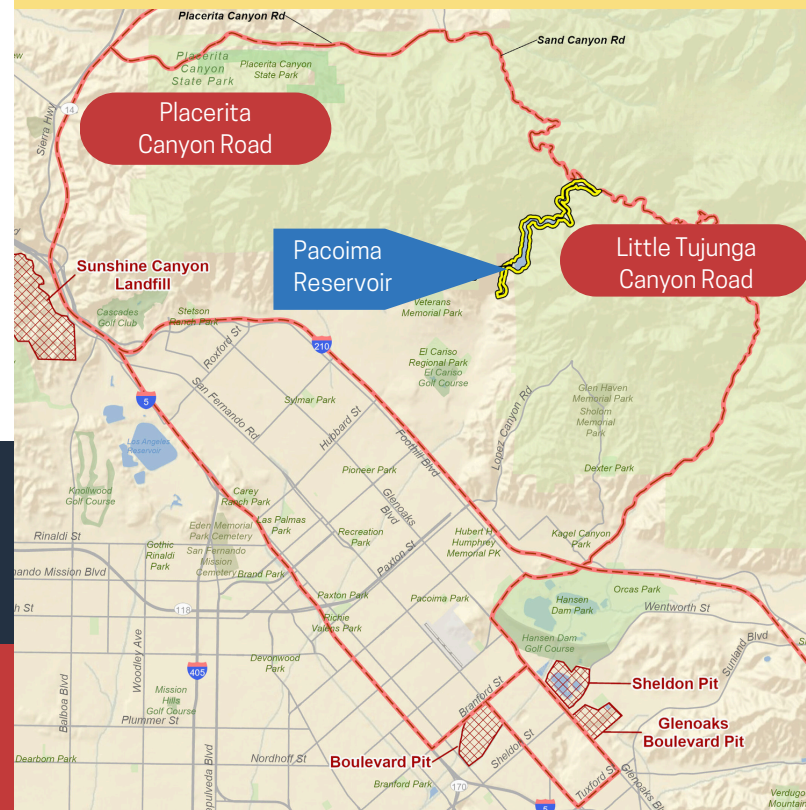 Placerita Canyon Rd
Sand Canyon Rd
Placerita
Canyon
State Park
Placerita Canyon
State Park
14
Sierra Hwy
Placerita
Canyon Road
Pacoima
Reservoir
Little Tujunga
Canyon Road
Sunshine Canyon
Landfill
Veterans
Memorial Park
Cascades
Golf Club
Stetson
Ranch Park
Roxford St
210
El Cariso
Regional Park
El Cariso
Golf Course
5
San Fernando Rd
Sylmar Park
Hubbard St
Foothill Blvd
Lopez Canyon Rd
Glen Haven
Memorial Park
Sholom
Memorial
Park
Los Angeles
Reservoir
Pioneer Park
Dexter Park
Knollwood
Golf Course
Carey
Ranch Park
Glenoaks
Blvd
Eden Memorial
Park Cemetery
Las Palmas
Park
Recreation
Park
Hubert H
Humphrey
Memorial PK
Kagel Canyon
Park
Rinaldi St
Gothic
Rinaldi
Park
San Fernando
Mission
Cemetery
Brand Park
Paxton St
nando Mission Blvd
Paxton Park
Pacoima Park
Hansen
Dam Park
Orcas Park
Wentworth St
h St
118
Richie
Valens Park
Hansen Dam
Golf Course
Sunland Blvd
Woodley Ave
Devonwood
Park
405
Balboa Blvd
Mission
Hills
Golf Course
Plummer St
Branford St
Sheldon Pit
Glenoaks
Boulevard Pit
Dearborn Park
Nordhoff St
Boulevard Pit
Sheldon St
pulveda Blvd
Branford Park
170
Tuxford St
Glenoaks Bl
5
Verdugo
Mountain